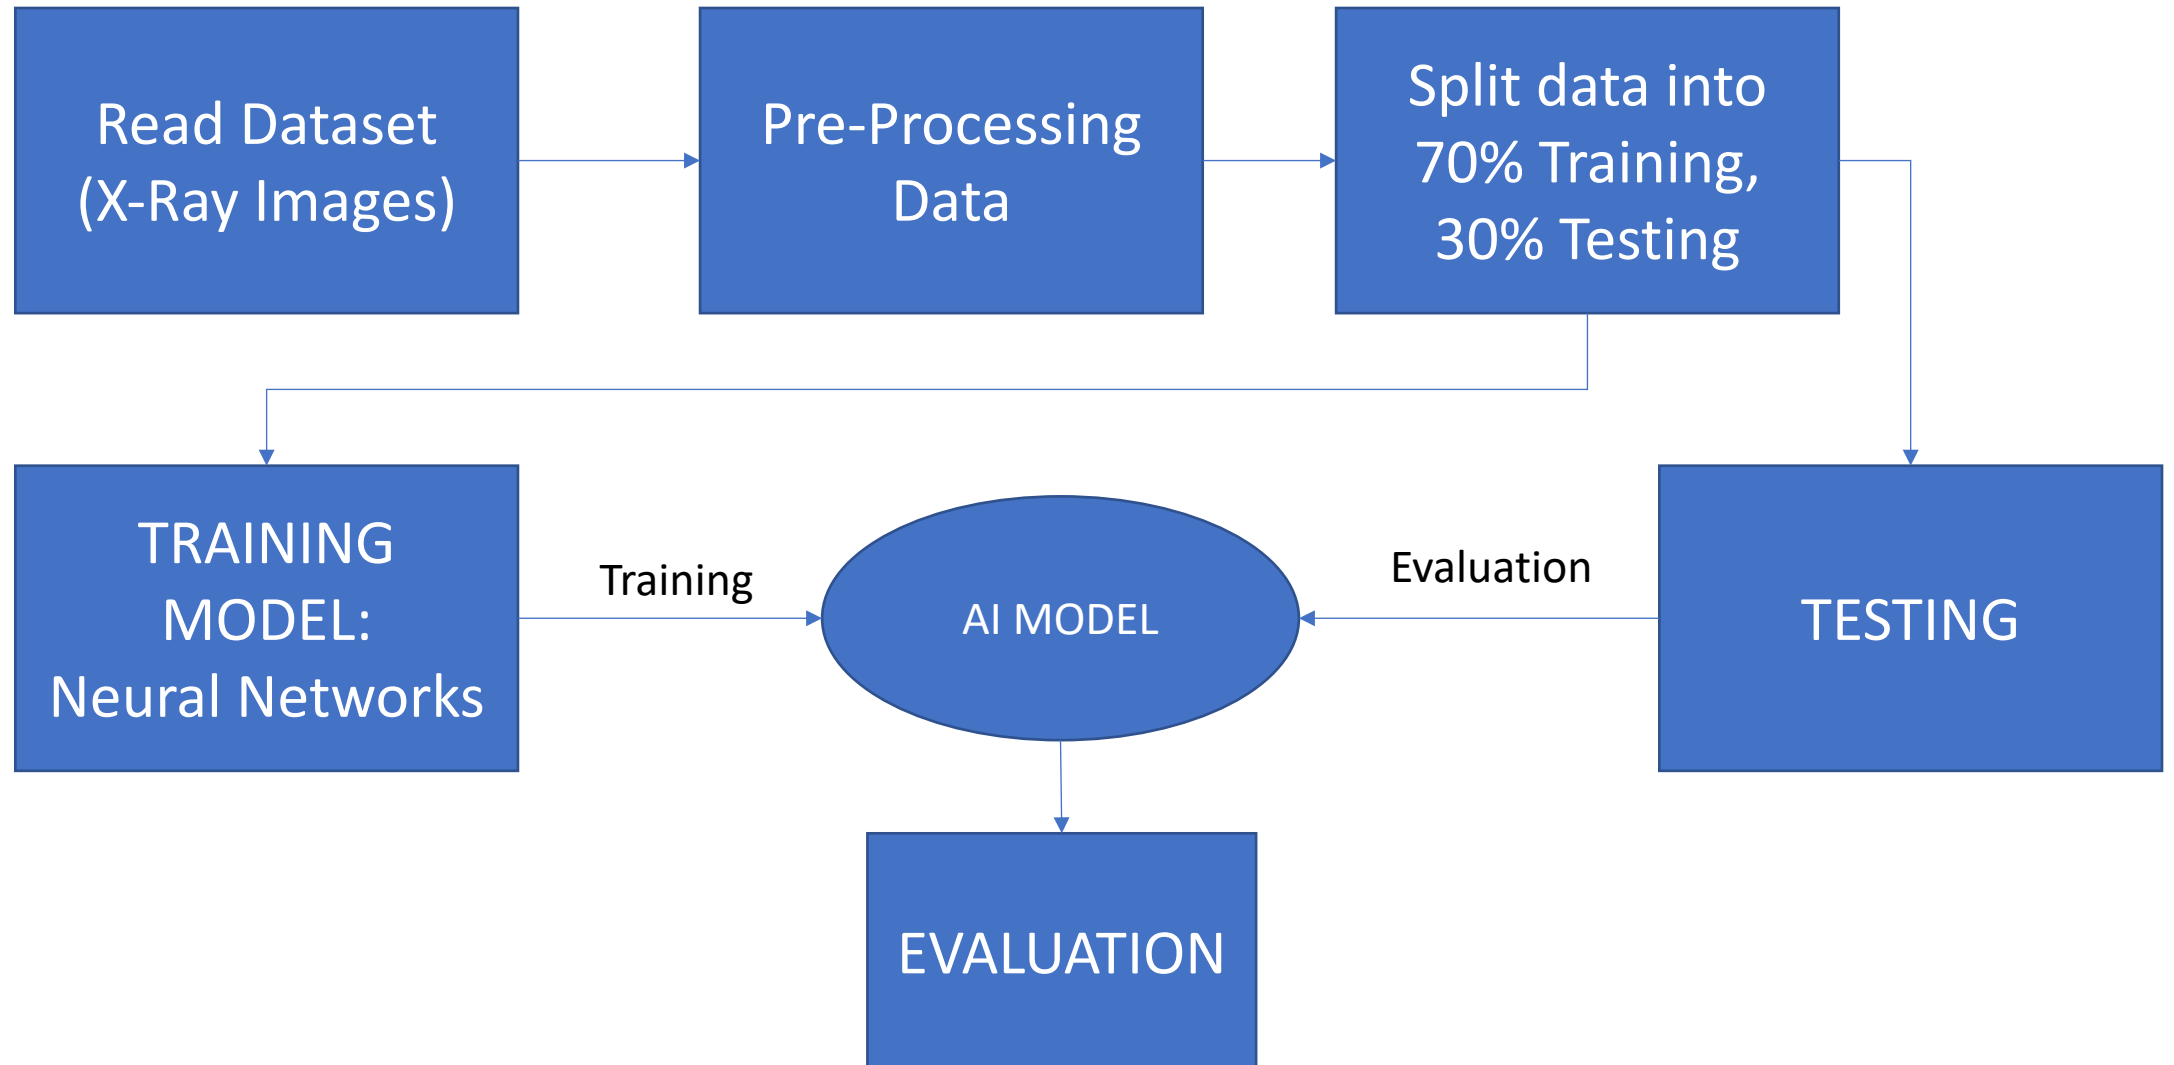 Read Dataset
(X-Ray Images)
Pre-Processing
Data
Split data into
70% Training,
30% Testing
TRAINING
MODEL:
Neural Networks
Training
AI MODEL
Evaluation
TESTING
EVALUATION